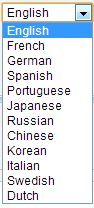 English
English
French
German
Spanish
Portuguese
Japanese
Russian
Chinese
Korean
Italian
Swedish
Dutch